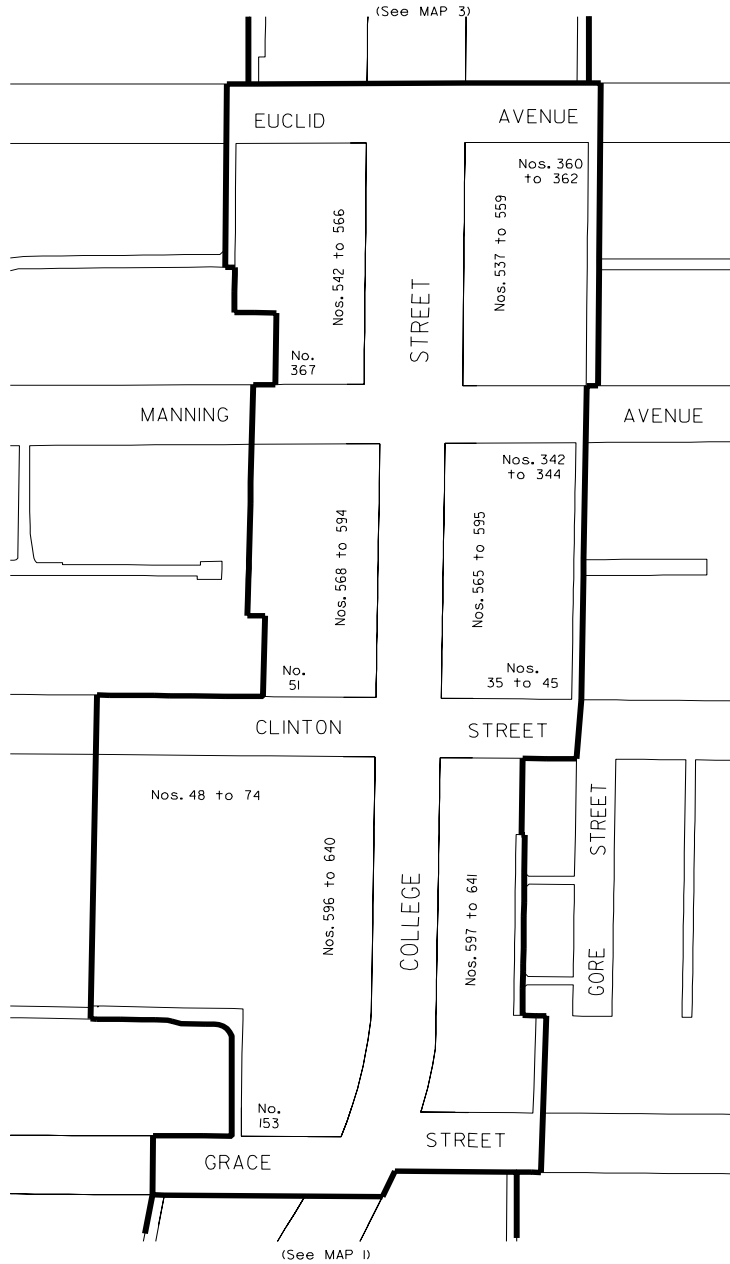 (See MAP 3)
EUCLID AVENUE
Nos. 360
to 362
Nos. 542 to 566
Nos. 537 to 559
STREET
No.
367
MANNING AVENUE
Nos. 342
to 344
Nos. 568 to 594
Nos. 565 to 595
No.
51
Nos.
35 to 45
CLINTON STREET
Nos. 48 to 74
STREET
Nos. 596 to 640
COLLEGE
Nos. 597 to 641
GORE
No.
153
STREET
GRACE
(See MAP 1)